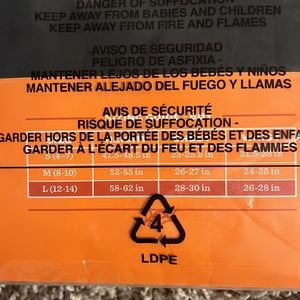 DANGER OF SUFFOCATION
KEEP AWAY FROM BABIES AND CHILDREN
KEEP AWAY FROM FIRE AND FLAMES
AVISO DE SEGURIDAD
PELIGRO DE ASFIXIA -
MANTENER LEJOS DE LOS BEBÉS Y NIÑOS
MANTENER ALEJADO DEL FUEGO Y LLAMAS
AVIS DE SÉCURITÉ
RISQUE DE SUFFOCATION -
GARDER HORS DE LA PORTÉE DES BÉBÉS ET DES ENFA
GARDER À L'ÉCART DU FEU ET DES FLAMMES
S (4-7) 41.5-48.5 in 23-25.5 in 21.5-23 in
M (8-10) 52-55 in 26-27 in 24-25 in
L (12-14) 58-62 in 28-30 in 26-28 in
4
LDPE